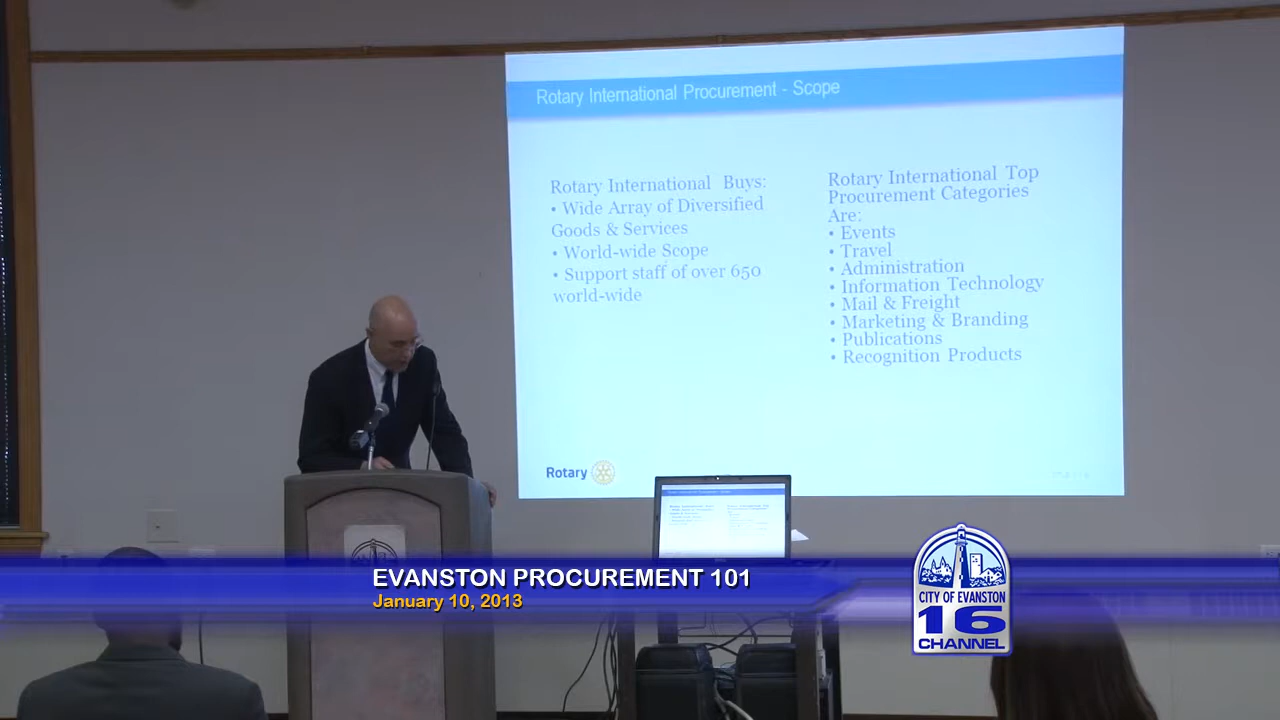 Rotary International Procurement - Scope
Rotary International Buys:
• Wide Array of Diversified
Goods & Services
• World-wide Scope
• Support staff of over 650
world-wide
Rotary International Top
Procurement Categories
Are:
• Events
• Travel
• Administration
• Information Technology
• Mail & Freight
• Marketing & Branding
• Publications
• Recognition Products
Rotary
EVANSTON PROCUREMENT 101
January 10, 2013
CITY OF EVANSTON
16
CHANNEL